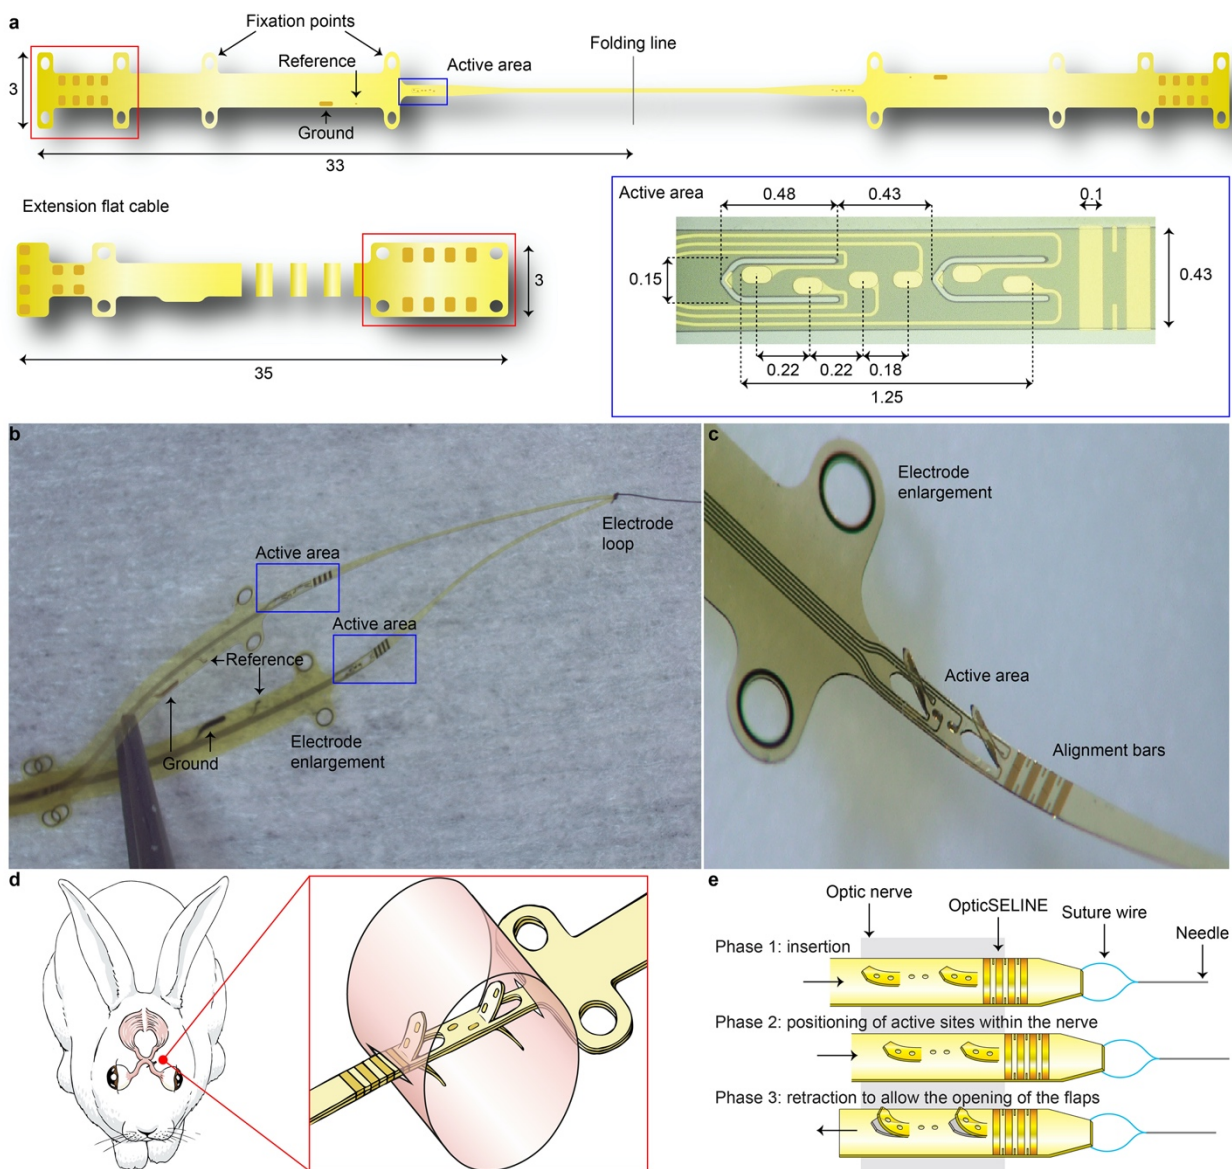 a
Fixation points
Folding line
Reference
Active area
3
Ground
33
Extension flat cable
3
35
Active area
0.48
0.43
0.1
0.15
0.43
0.22
0.22
0.18
1.25
b
Electrode
loop
Active area
Active area
Reference
Ground
Electrode
enlargement
c
Electrode
enlargement
Active area
Alignment bars
d
e
Optic nerve
OpticSELINE
Suture wire
Needle
Phase 1: insertion
Phase 2: positioning of active sites within the nerve
Phase 3: retraction to allow the opening of the flaps